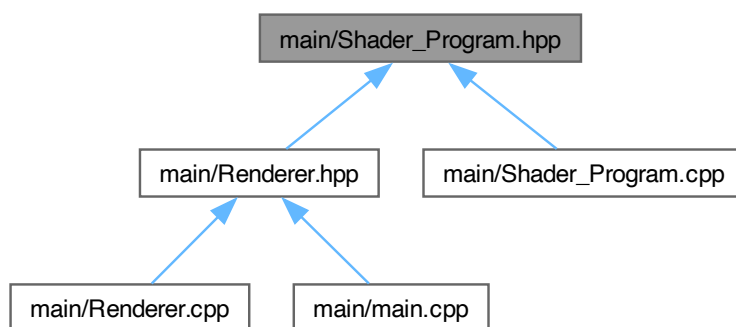 main/Shader_Program.hpp
main/Renderer.hpp
main/Shader_Program.cpp
main/Renderer.cpp
main/main.cpp